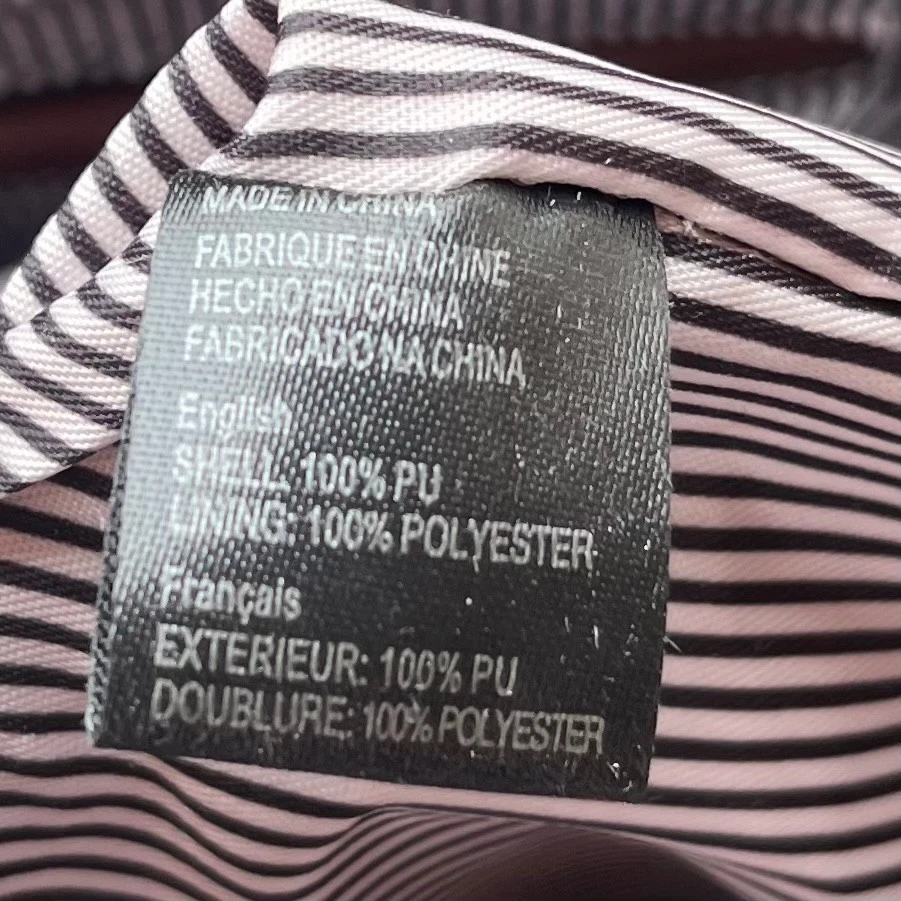 MADE IN CHINA
FABRIQUE EN CHINE
HECHO EN CHINA
FABRICADO NA CHINA
English
SHELL: 100% PU
LINING: 100% POLYESTER
Français
EXTERIEUR: 100% PU
DOUBLURE: 100% POLYESTER